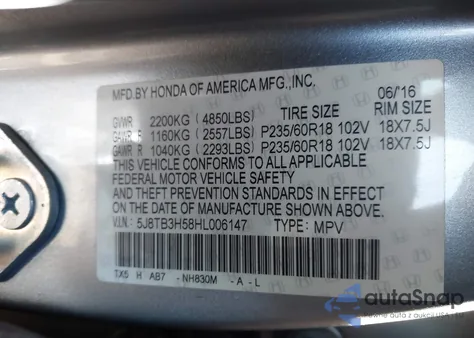 MFD.BY HONDA OF AMERICA MFG.,INC.
06/16
GVWR 2200KG (4850LBS) TIRE SIZE RIM SIZE
GAWR F 1160KG (2557LBS) P235/60R18 102V 18X7.5J
GAWR R 1040KG (2293LBS) P235/60R18 102V 18X7.5J
THIS VEHICLE CONFORMS TO ALL APPLICABLE
FEDERAL MOTOR VEHICLE SAFETY
AND THEFT PREVENTION STANDARDS IN EFFECT
ON THE DATE OF MANUFACTURE SHOWN ABOVE.
V.I.N.: 5J8TB3H58HL006147 TYPE: MPV
TX5 H AB7 - NH830M -A -L
autoSnap